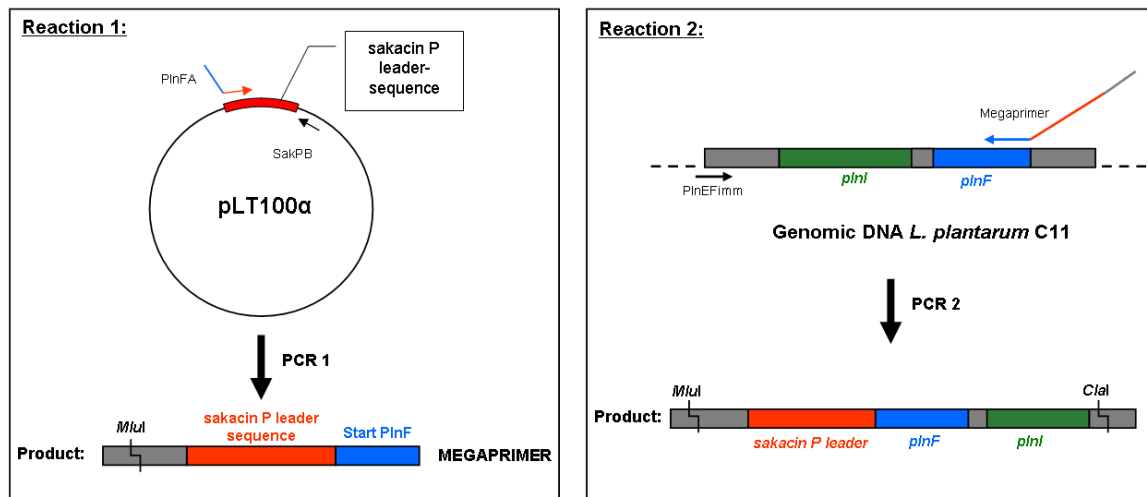 Reaction 1:
sakacin P
leader-
sequence
PlnFA
SakPB
pLT100α
PCR 1
MluI
sakacin P leader
sequence
Start PlnF
Product:
MEGAPRIMER
Reaction 2:
Megaprimer
PlnEFimm
plnI
plnF
Genomic DNA L. plantarum C11
PCR 2
MluI
ClaI
Product:
sakacin P leader
plnF
plnI